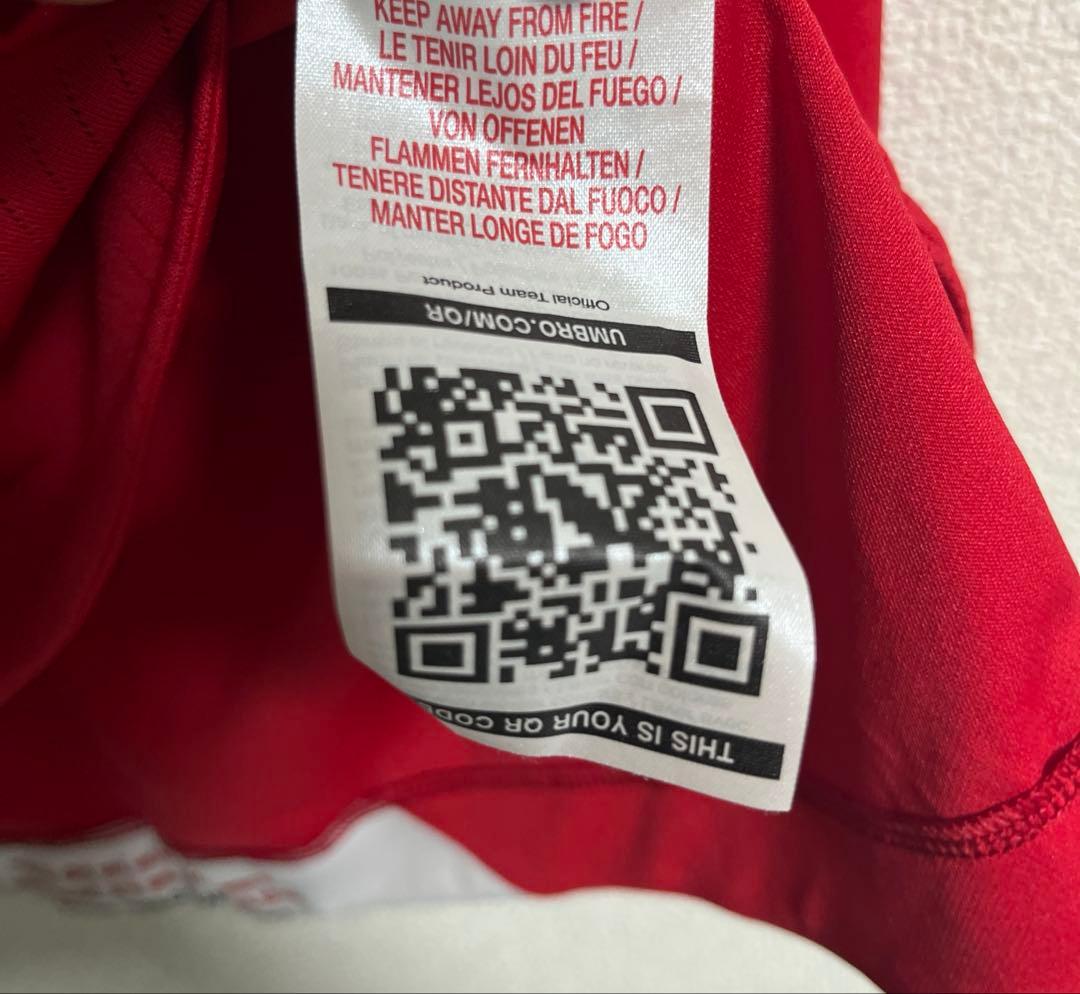 KEEP AWAY FROM FIRE /
LE TENIR LOIN DU FEU /
MANTENER LEJOS DEL FUEGO /
VON OFFENEN
FLAMMEN FERNHALTEN /
TENERE DISTANTE DAL FUOCO /
MANTER LONGE DE FOGO
Official Team Product
UMBRO.COM/QR
THIS IS YOUR QR CODE